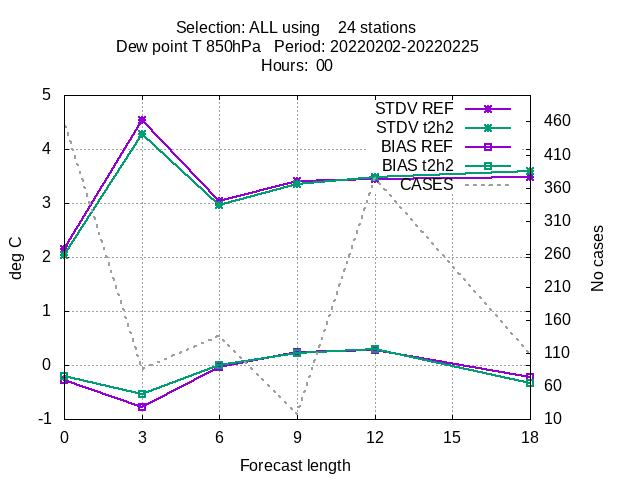 Selection: ALL using    24 stations
Dew point T 850hPa   Period: 20220202-20220225
Hours:  00
5
4
3
2
1
0
-1
deg C
STDV REF
STDV t2h2
BIAS REF
BIAS t2h2
CASES
460
410
360
310
260
210
160
110
60
10
No cases
0 3 6 9 12 15 18
Forecast length